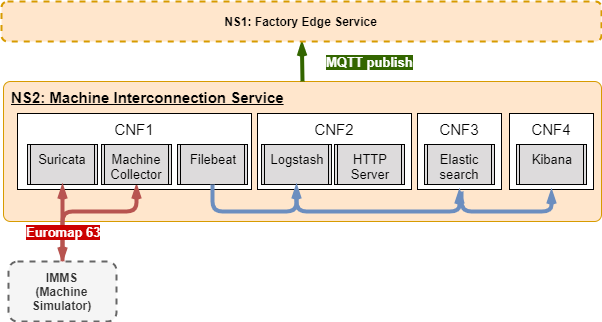 NS1: Factory Edge Service
MQTT publish
NS2: Machine Interconnection Service
CNF1
CNF2
CNF3
CNF4
Suricata
Machine
Collector
Filebeat
Logstash
HTTP
Server
Elastic
search
Kibana
Euromap 63
IMMS
(Machine
Simulator)